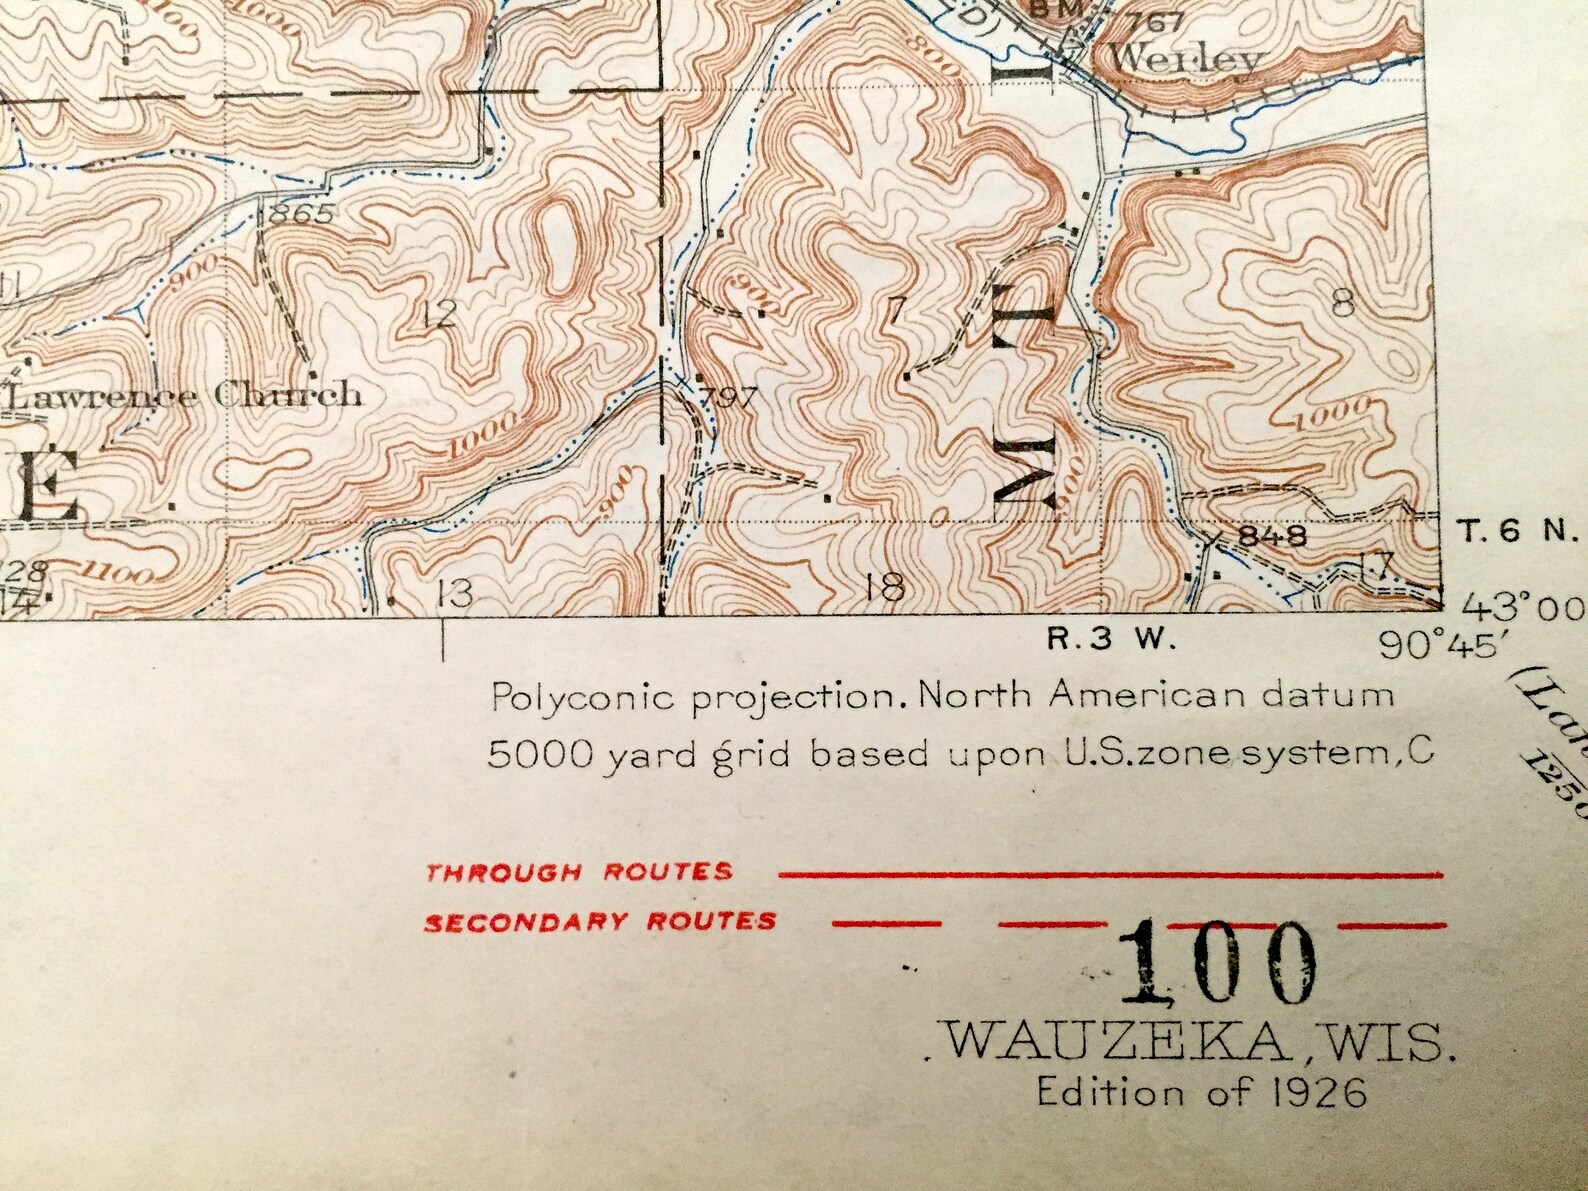 1100
1000
D)
BM
767
Werley
800
I
865
900
11
12
900
7
8
T
Lawrence Church
797
1000
1000
E
900
M
900
848
T. 6 N.
1100
28
14
13
18
17
43°00
R. 3 W.
90°45′
Polyconic projection. North American datum
5000 yard grid based upon U.S. zone system, C
(Lan
1250
THROUGH ROUTES
SECONDARY ROUTES
100
WAUZEKA, WIS.
Edition of 1926